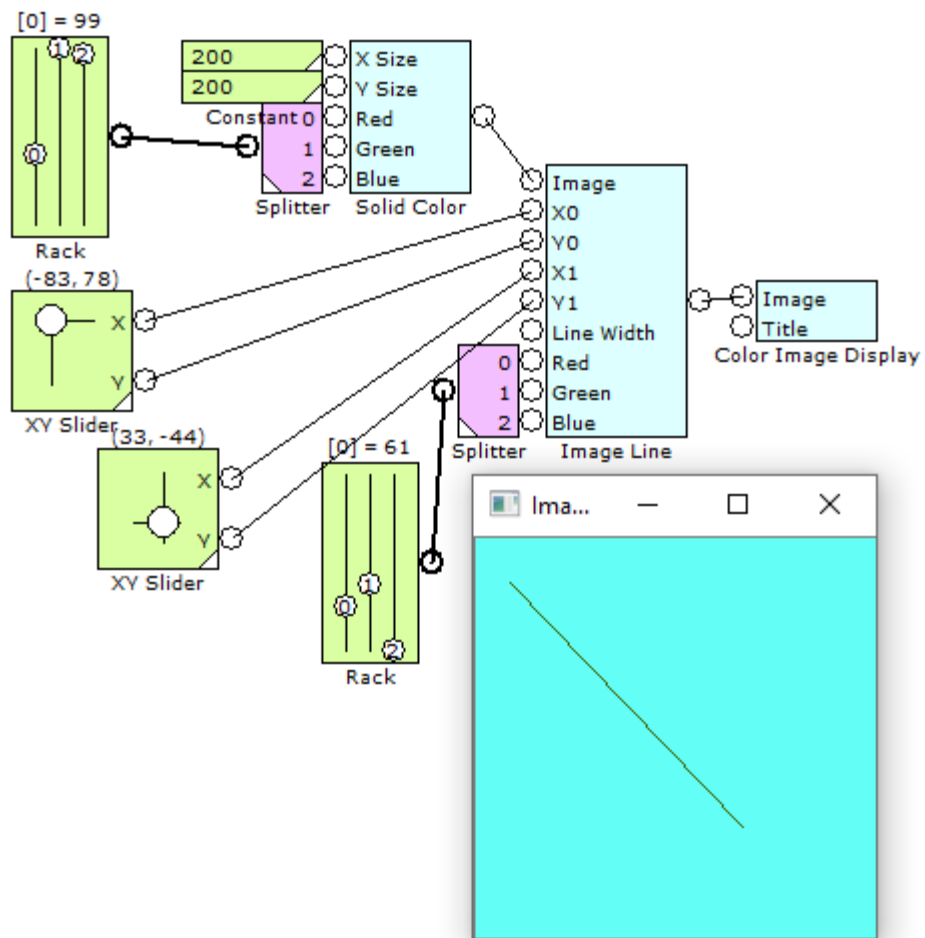 [0] = 99
1
2
0
Rack
200
200
Constant
0
1
2
Splitter
X Size
Y Size
Red
Green
Blue
Solid Color
(-83, 78)
X
Y
XY Slider
(33, -44)
X
Y
XY Slider
[0] = 61
0
1
2
Rack
0
1
2
Splitter
Image
X0
Y0
X1
Y1
Line Width
Red
Green
Blue
Image Line
Image
Title
Color Image Display
Ima...